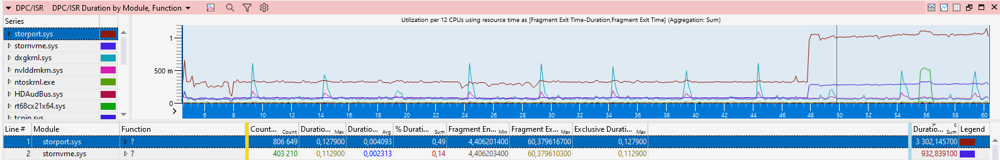 DPC/ISR DPC/ISR Duration by Module, Function
Series
storport.sys
stornvme.sys
dxgkrnl.sys
nvlddmkm.sys
ntoskrnl.exe
HDAudBus.sys
rt68cx21x64.sys
tcpip.sys
Utilization per 12 CPUs using resource time as [Fragment Exit Time-Duration,Fragment Exit Time] (Aggregation: Sum)
1
500 m
0
6 8 10 12 14 16 18 20 22 24 26 28 30 32 34 36 38 40 42 44 46 48 50 52 54 56 58 60
Line # Module Function Count... Count Duratio... Max Duratio... Avg % Durati... Sum Fragment En... Min Fragment Ex... Max Exclusive Durati... Max Duratio... 0 Sum Legend
1 storport.sys ? 806 649 0,127900 0,004093 0,49 4,406201400 60,379616700 0,127900 3 302,145700
2 stornvme.sys ? 403 210 0,112900 0,002313 0,14 4,406203400 60,379610300 0,112900 932,839100